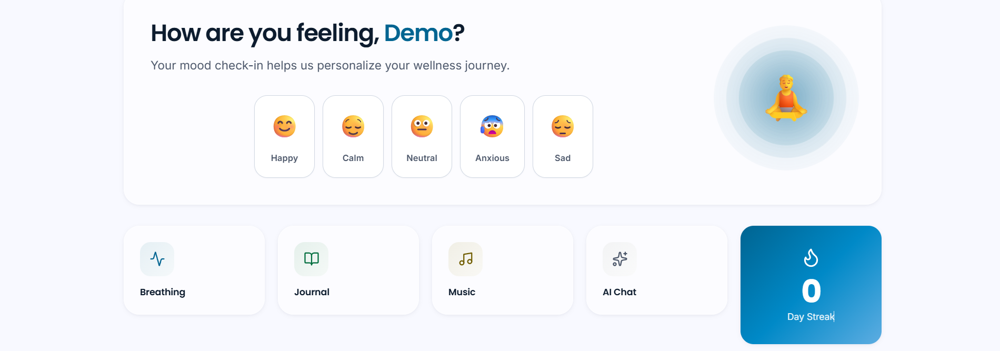 How are you feeling, Demo?
Your mood check-in helps us personalize your wellness journey.
Happy
Calm
Neutral
Anxious
Sad
Breathing
Journal
Music
AI Chat
0
Day Streak